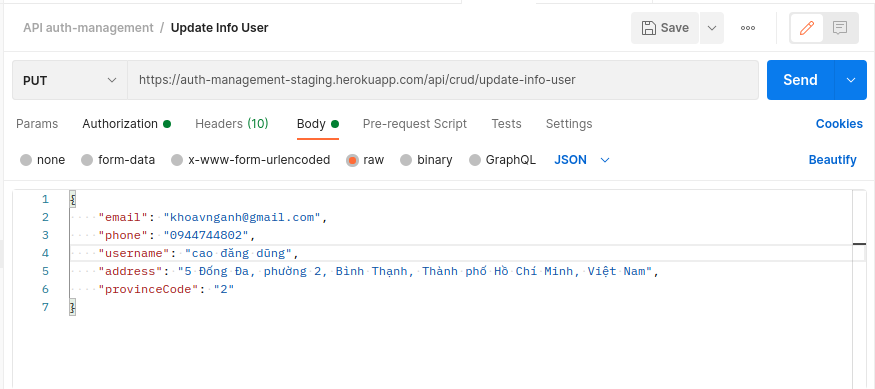 API auth-management / Update Info User
Save
PUT https://auth-management-staging.herokuapp.com/api/crud/update-info-user Send
Params Authorization Headers (10) Body Pre-request Script Tests Settings Cookies
none form-data x-www-form-urlencoded raw binary GraphQL JSON Beautify
1 {
2 "email": "khoavnganh@gmail.com",
3 "phone": "0944744802",
4 "username": "cao đăng dũng",
5 "address": "5 Đống Đa, phường 2, Bình Thạnh, Thành phố Hồ Chí Minh, Việt Nam",
6 "provinceCode": "2"
7 }